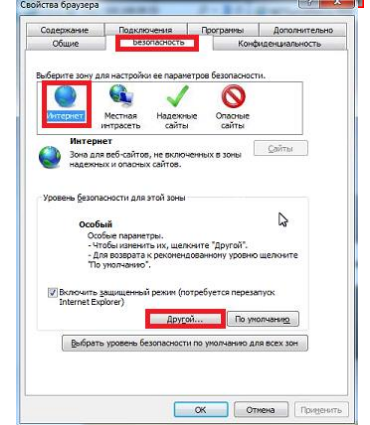 Свойства браузера
Содержание Подключения Программы Дополнительно
Общие Безопасность Конфиденциальность
Выберите зону для настройки ее параметров безопасности.
Интернет Местная интрасеть Надежные сайты Опасные сайты
Интернет
Зона для веб-сайтов, не включенных в зоны
надежных и опасных сайтов.
Сайты
Уровень безопасности для этой зоны
Особый
Особые параметры.
- Чтобы изменить их, щелкните "Другой".
- Для возврата к рекомендованному уровню щелкните
"По умолчанию".
Включить защищенный режим (потребуется перезапуск
Internet Explorer)
Другой... По умолчанию
Выбрать уровень безопасности по умолчанию для всех зон
ОК Отмена Применить